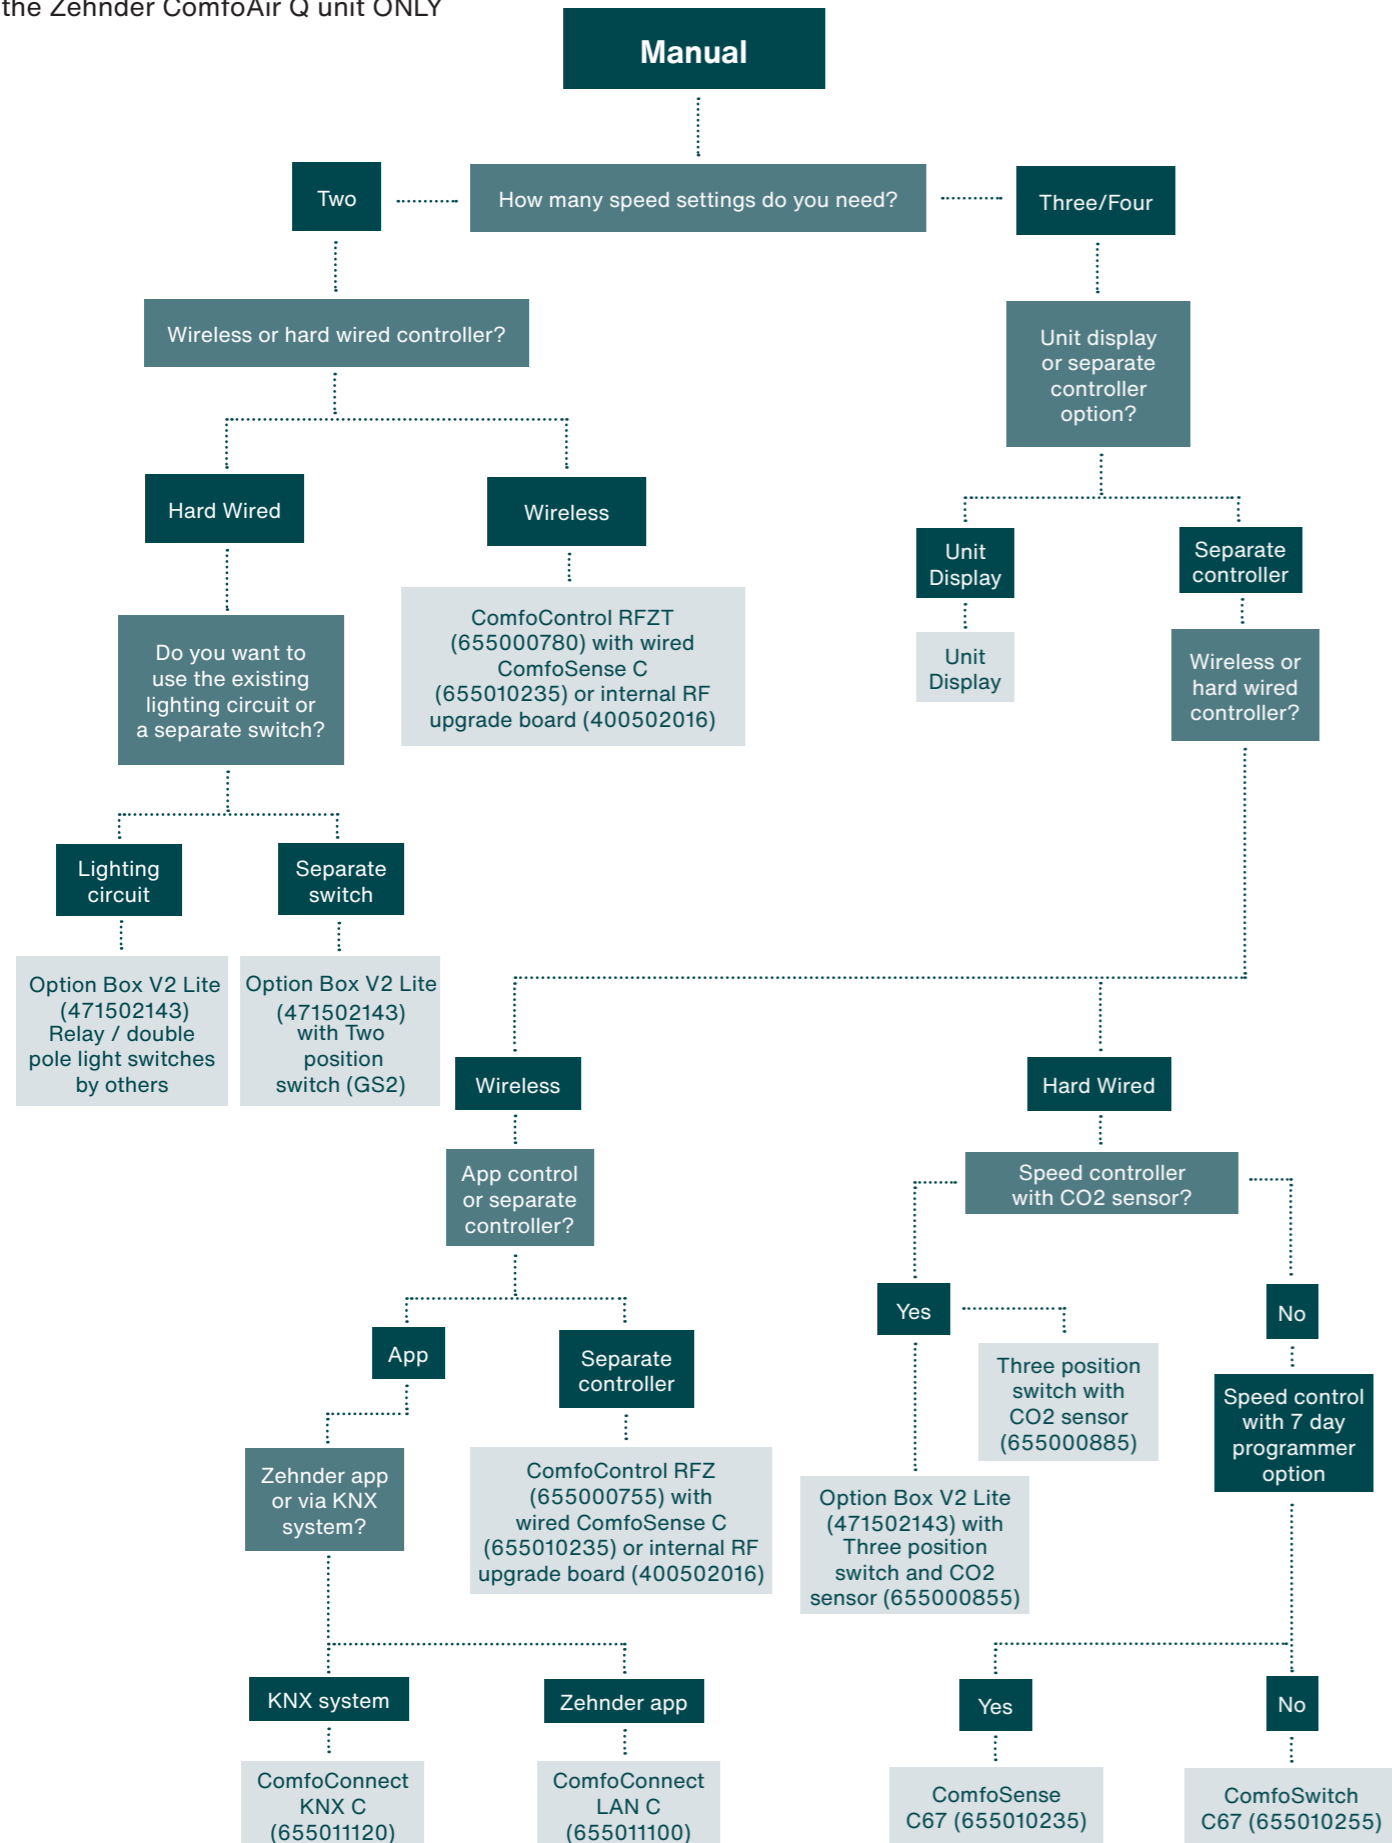 the Zehnder ComfoAir Q unit ONLY
Manual
Two
How many speed settings do you need?
Three/Four
Wireless or hard wired controller?
Unit display
or separate
controller
option?
Hard Wired
Wireless
Unit
Display
Separate
controller
Do you want to
use the existing
lighting circuit or
a separate switch?
ComfoControl RFZT
(655000780) with wired
ComfoSense C
(655010235) or internal RF
upgrade board (400502016)
Unit
Display
Wireless or
hard wired
controller?
Lighting
circuit
Separate
switch
Option Box V2 Lite
(471502143)
Relay / double
pole light switches
by others
Option Box V2 Lite
(471502143)
with Two
position
switch (GS2)
Wireless
Hard Wired
App control
or separate
controller?
Speed controller
with CO2 sensor?
Yes
No
App
Separate
controller
Three position
switch with
CO2 sensor
(655000885)
Speed control
with 7 day
programmer
option
Zehnder app
or via KNX
system?
ComfoControl RFZ
(655000755) with
wired ComfoSense C
(655010235) or internal RF
upgrade board (400502016)
Option Box V2 Lite
(471502143) with
Three position
switch and CO2
sensor (655000855)
KNX system
Zehnder app
Yes
No
ComfoConnect
KNX C
(655011120)
ComfoConnect
LAN C
(655011100)
ComfoSense
C67 (655010235)
ComfoSwitch
C67 (655010255)